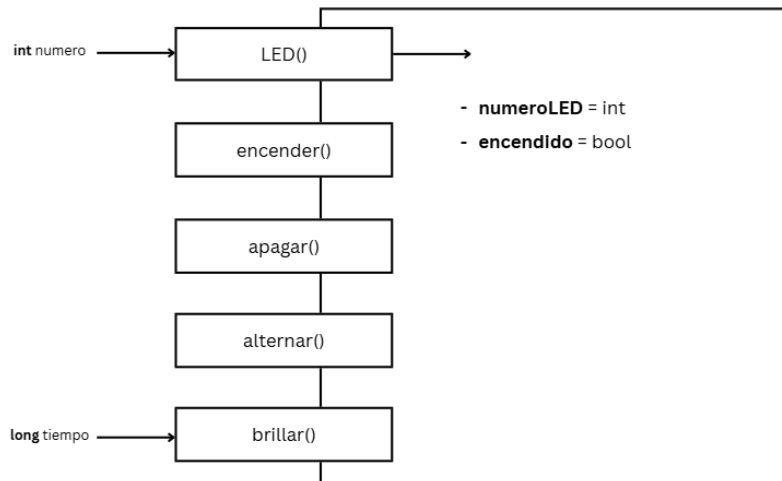 int numero
LED()
- numeroLED = int
- encendido = bool
encender()
apagar()
alternar()
long tiempo
brillar()